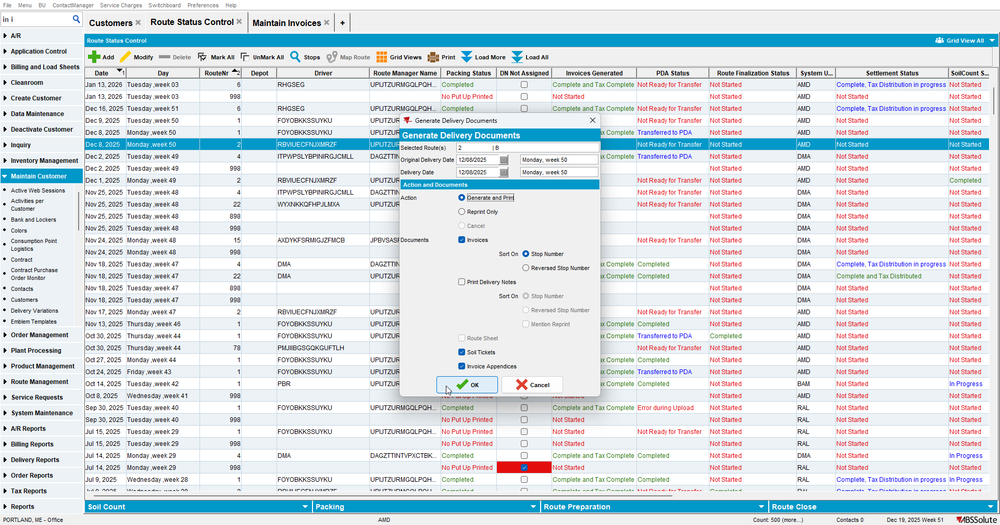 File Menu BU ContactManager Service Charges Switchboard Preferences Help
in i
Customers Route Status Control Maintain Invoices +
Route Status Control Grid View All
Add Modify Delete Mark All UnMark All Stops Map Route Grid Views Print Load More Load All
A/R
Application Control
Billing and Load Sheets
Cleanroom
Create Customer
Data Maintenance
Deactivate Customer
Inquiry
Inventory Management
Maintain Customer
Active Web Sessions
Activities per
Customer
Bank and Lockers
Colors
Consumption Point
Logistics
Contract
Contract Purchase
Order Monitor
Contacts
Customers
Delivery Variations
Emblem Templates
Order Management
Plant Processing
Product Management
Route Management
Service Requests
System Maintenance
A/R Reports
Billing Reports
Delivery Reports
Order Reports
Tax Reports
Reports
Date 1 Day RouteNr 2 Depot Driver Route Manager Name Packing Status DN Not Assigned Invoices Generated PDA Status Route Finalization Status System U... Settlement Status SoilCount S...
Jan 13, 2026 Tuesday ,week 03 6 RHGSEG UPIJTZURMGQLPQH... Completed Complete and Tax Complete Not Ready for Transfer Not Started AMD Complete, Tax Distribution in progress Not Started
Jan 13, 2026 Tuesday ,week 03 998 No Put Up Printed Not Started Not Started AMD Not Started Not Started
Dec 16, 2025 Tuesday ,week 51 6 RHGSEG UPIJTZURMGQLPQH... Completed Complete and Tax Complete Not Ready for Transfer Not Started AMD Complete, Tax Distribution in progress Not Started
Dec 9, 2025 Tuesday ,week 50 1 FOYOBKKSSUYKU UPIJTZUR Not Ready for Transfer Not Started AMD Not Started Not Started
Dec 8, 2025 Monday ,week 50 1 FOYOBKKSSUYKU UPIJTZUR Complete Transferred to PDA Not Started AMD Not Started Not Started
Dec 8, 2025 Monday ,week 50 2 RBVIUECFNJXMRZF UPIJTZUR Not Ready for Transfer Not Started AMD Not Started Not Started
Dec 2, 2025 Tuesday ,week 49 4 ITPWPSLYBPINIRGJCMLL DAGZTTIN Complete Transferred to PDA Not Started DMA Not Started Not Started
Dec 2, 2025 Tuesday ,week 49 998 Not Started AMD Not Started Not Started
Dec 1, 2025 Monday ,week 49 2 RBVIUECFNJXMRZF UPIJTZUR Not Ready for Transfer Not Started AMD Not Started Completed
Nov 25, 2025 Tuesday ,week 48 4 ITPWPSLYBPINIRGJCMLL DAGZTTIN Not Ready for Transfer Not Started DMA Not Started Not Started
Nov 25, 2025 Tuesday ,week 48 22 WYXNKKQFHPJLMXA UPIJTZUR Not Ready for Transfer Not Started DMA Not Started Not Started
Nov 25, 2025 Tuesday ,week 48 898 Not Started DMA Not Started Not Started
Nov 25, 2025 Tuesday ,week 48 998 Not Started DMA Not Started Not Started
Nov 24, 2025 Monday ,week 48 15 AXDYKFSRMIGJZFMCB JPBVSASF Not Ready for Transfer Not Started DMA Not Started Not Started
Nov 24, 2025 Monday ,week 48 998 Not Started DMA Not Started Not Started
Nov 18, 2025 Tuesday ,week 47 4 DMA DAGZTTIN Complete Completed Not Started DMA Complete, Tax Distribution in progress Not Started
Nov 18, 2025 Tuesday ,week 47 22 DMA UPIJTZUR Complete Completed Not Started DMA Complete and Tax Distributed Not Started
Nov 18, 2025 Tuesday ,week 47 898 Not Started DMA Not Started Not Started
Nov 18, 2025 Tuesday ,week 47 998 Not Started DMA Not Started Not Started
Nov 17, 2025 Monday ,week 47 2 RBVIUECFNJXMRZF UPIJTZUR Not Ready for Transfer Not Started AMD Not Started Not Started
Nov 13, 2025 Thursday ,week 46 1 FOYOBKKSSUYKU UPIJTZUR Complete Completed Not Started AMD Not Started Not Started
Oct 30, 2025 Thursday ,week 44 1 FOYOBKKSSUYKU UPIJTZUR Complete Transferred to PDA Completed AMD Not Started Not Started
Oct 30, 2025 Thursday ,week 44 78 PMJIIBGSGQKGUFTLH Not Ready for Transfer Not Started AMD Not Started Not Started
Oct 27, 2025 Monday ,week 44 1 FOYOBKKSSUYKU UPIJTZUR Complete Completed Not Started AMD Not Started Not Started
Oct 24, 2025 Friday ,week 43 1 FOYOBKKSSUYKU UPIJTZUR Complete Transferred to PDA Not Started AMD Not Started Not Started
Oct 14, 2025 Tuesday ,week 42 1 PBR UPIJTZUR Complete Completed Not Started BAM Not Started In Progress
Oct 8, 2025 Wednesday ,week 41 998 No Put Up Printed Not Started Not Started AMD Not Started Not Started
Sep 30, 2025 Tuesday ,week 40 1 FOYOBKKSSUYKU UPIJTZURMGQLPQH... Completed Complete and Tax Complete Error during Upload Not Started RAL Not Started Not Started
Sep 30, 2025 Tuesday ,week 40 998 No Put Up Printed Not Started Not Started RAL Not Started Not Started
Jul 15, 2025 Tuesday ,week 29 1 FOYOBKKSSUYKU UPIJTZURMGQLPQH... No Put Up Printed Not Started Not Ready for Transfer Not Started RAL Not Started Not Started
Jul 15, 2025 Tuesday ,week 29 998 No Put Up Printed Not Started Not Started RAL Not Started Not Started
Jul 14, 2025 Monday ,week 29 4 DMA DAGZTTINTVPXCTBK... Completed Complete and Tax Complete Completed Not Started DMA Not Started In Progress
Jul 14, 2025 Monday ,week 29 998 No Put Up Printed Not Started Not Started RAL Not Started Not Started
Jul 9, 2025 Wednesday ,week 28 1 FOYOBKKSSUYKU UPIJTZURMGQLPQH... Completed Complete and Tax Complete Completed Not Started RAL Complete, Tax Distribution in progress In Progress
Jul 9, 2025 Wednesday ,week 28 2 RBVIUECFNJXMRZF UPIJTZURMGQLPQH... Completed Complete and Tax Complete Not Ready for Transfer Completed RAL Complete, Tax Distribution in progress Not Started
Generate Delivery Documents
Generate Delivery Documents
Selected Route(s) 2 | B
Original Delivery Date 12/08/2025 Monday, week 50
Delivery Date 12/08/2025 Monday, week 50
Action and Documents
Action Generate and Print
Reprint Only
Cancel
Documents Invoices
Sort On Stop Number
Reversed Stop Number
Print Delivery Notes
Sort On Stop Number
Reversed Stop Number
Mention Reprint
Route Sheet
Soil Tickets
Invoice Appendices
OK Cancel
Soil Count Packing Route Preparation Route Close
PORTLAND, ME - Office AMD Count: 500 (more...) Contacts 0 Dec 19, 2025 Week 51 ABSSolute